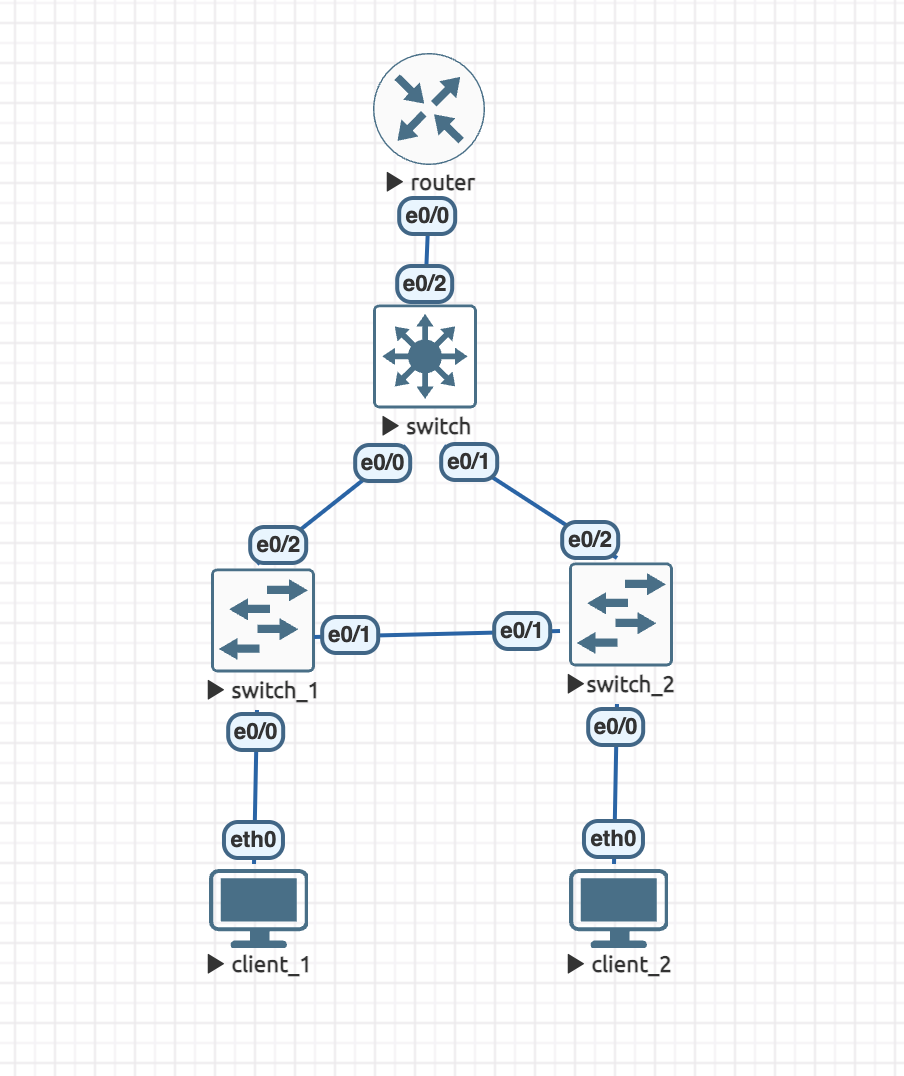 router
e0/0
e0/2
switch
e0/0
e0/1
e0/2
e0/2
e0/1
e0/1
switch_1
switch_2
e0/0
e0/0
eth0
eth0
client_1
client_2